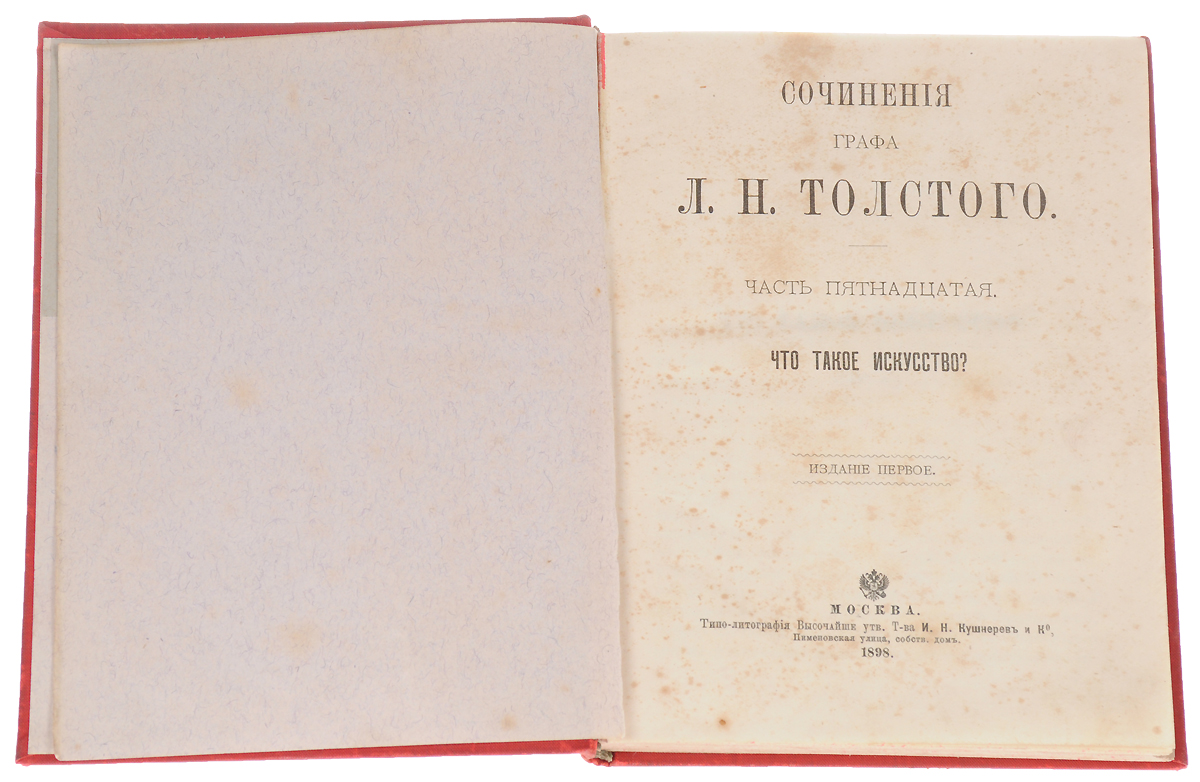 СОЧИНЕНІЯ
ГРАФА
Л. Н. ТОЛСТОГО.
ЧАСТЬ ПЯТНАДЦАТАЯ.
ЧТО ТАКОЕ ИСКУССТВО?
ИЗДАНІЕ ПЕРВОЕ.
МОСКВА.
Типо-литографія Высочайше утв. Т-ва И. Н. Кушнеревъ и Кº,
Пименовская улица, собств. домъ.
1898.